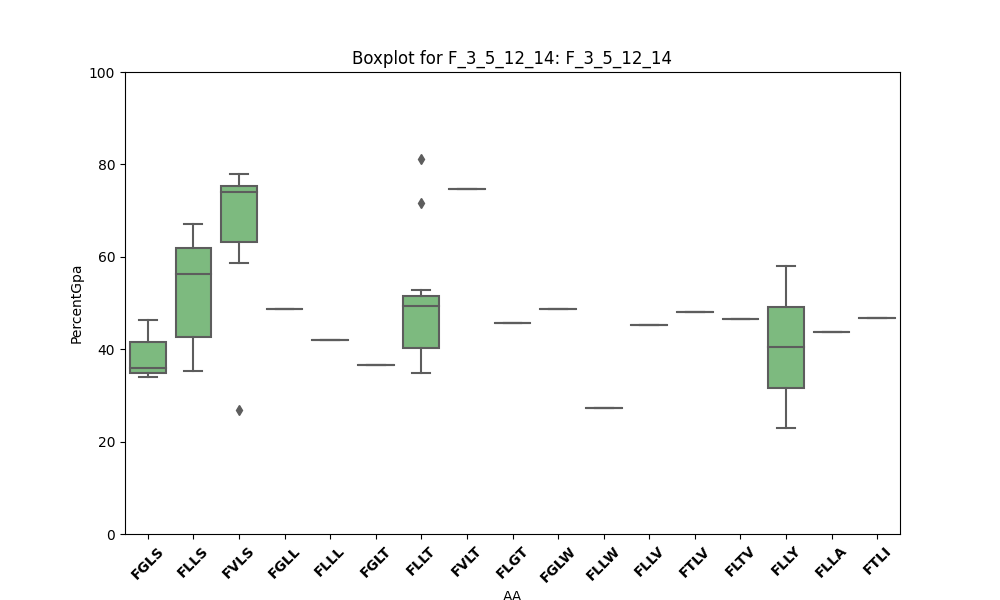 Boxplot for F_3_5_12_14: F_3_5_12_14
100
80
60
40
20
0
PercentGpa
FGLS FLLS FVLS FGLL FLLL FGLT FLLT FVLT FLGT FGLW FLLW FLLV FTLV FLTV FLLY FLLA FTLI
AA